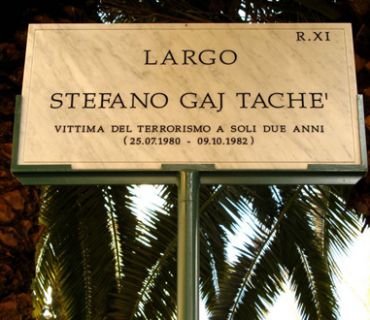 R.XI
LARGO
STEFANO GAJ TACHE'
VITTIMA DEL TERRORISMO A SOLI DUE ANNI
(25.07.1980 - 09.10.1982)